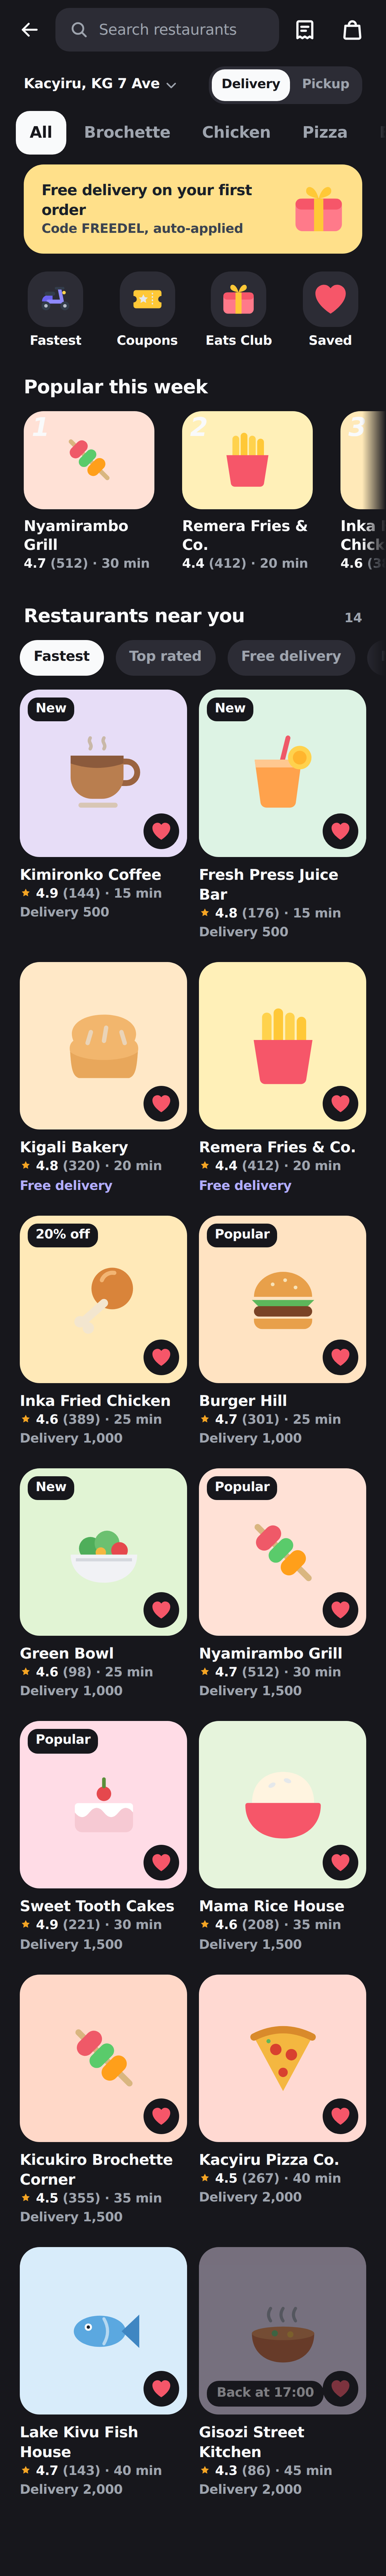 Search restaurants
Kacyiru, KG 7 Ave
Delivery
Pickup
All
Brochette
Chicken
Pizza
Free delivery on your first
order
Code FREEDEL, auto-applied
Fastest
Coupons
Eats Club
Saved
Popular this week
1
2
3
Nyamirambo
Grill
4.7 (512) · 30 min
Remera Fries &
Co.
4.4 (412) · 20 min
Inka
Chick
4.6
Restaurants near you
14
Fastest
Top rated
Free delivery
New
Kimironko Coffee
4.9 (144) · 15 min
Delivery 500
New
Fresh Press Juice
Bar
4.8 (176) · 15 min
Delivery 500
Kigali Bakery
4.8 (320) · 20 min
Free delivery
Remera Fries & Co.
4.4 (412) · 20 min
Free delivery
20% off
Inka Fried Chicken
4.6 (389) · 25 min
Delivery 1,000
Popular
Burger Hill
4.7 (301) · 25 min
Delivery 1,000
New
Green Bowl
4.6 (98) · 25 min
Delivery 1,000
Popular
Nyamirambo Grill
4.7 (512) · 30 min
Delivery 1,500
Popular
Sweet Tooth Cakes
4.9 (221) · 30 min
Delivery 1,500
Mama Rice House
4.6 (208) · 35 min
Delivery 1,500
Kicukiro Brochette
Corner
4.5 (355) · 35 min
Delivery 1,500
Kacyiru Pizza Co.
4.5 (267) · 40 min
Delivery 2,000
Lake Kivu Fish
House
4.7 (143) · 40 min
Delivery 2,000
Back at 17:00
Gisozi Street
Kitchen
4.3 (86) · 45 min
Delivery 2,000